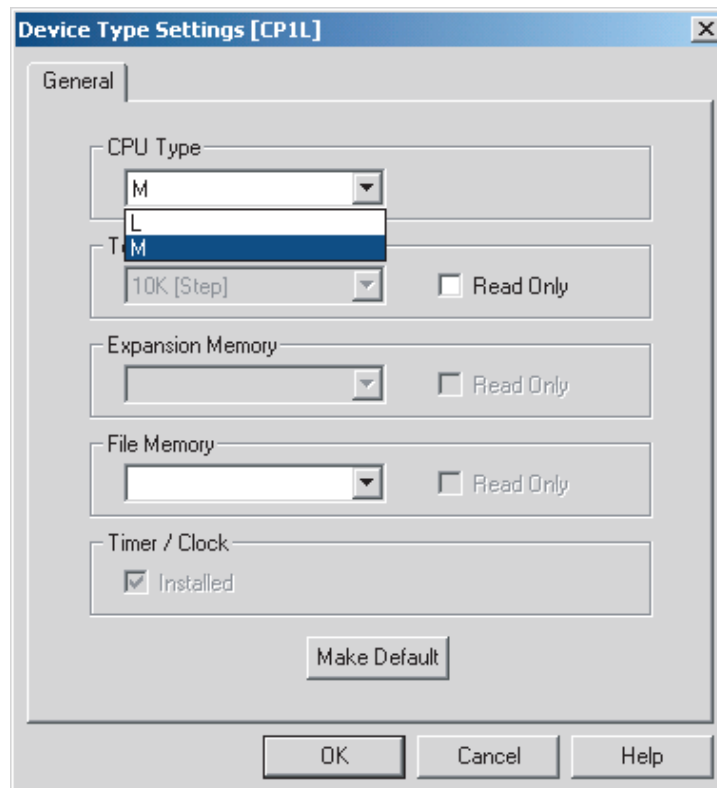 Device Type Settings [CP1L]
General
CPU Type
M
L
M
10K [Step]
Read Only
Expansion Memory
Read Only
File Memory
Read Only
Timer / Clock
Installed
Make Default
OK
Cancel
Help